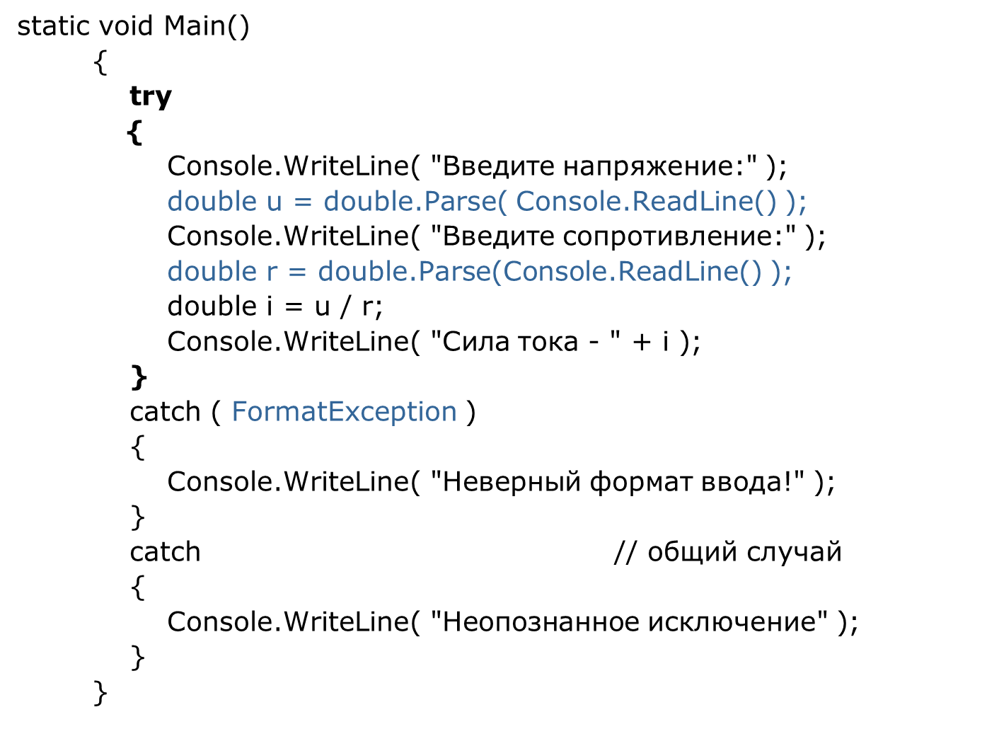 static void Main()
{
try
{
Console.WriteLine( "Введите напряжение:" );
double u = double.Parse( Console.ReadLine() );
Console.WriteLine( "Введите сопротивление:" );
double r = double.Parse(Console.ReadLine() );
double i = u / r;
Console.WriteLine( "Сила тока - " + i );
}
catch ( FormatException )
{
Console.WriteLine( "Неверный формат ввода!" );
}
catch // общий случай
{
Console.WriteLine( "Неопознанное исключение" );
}
}